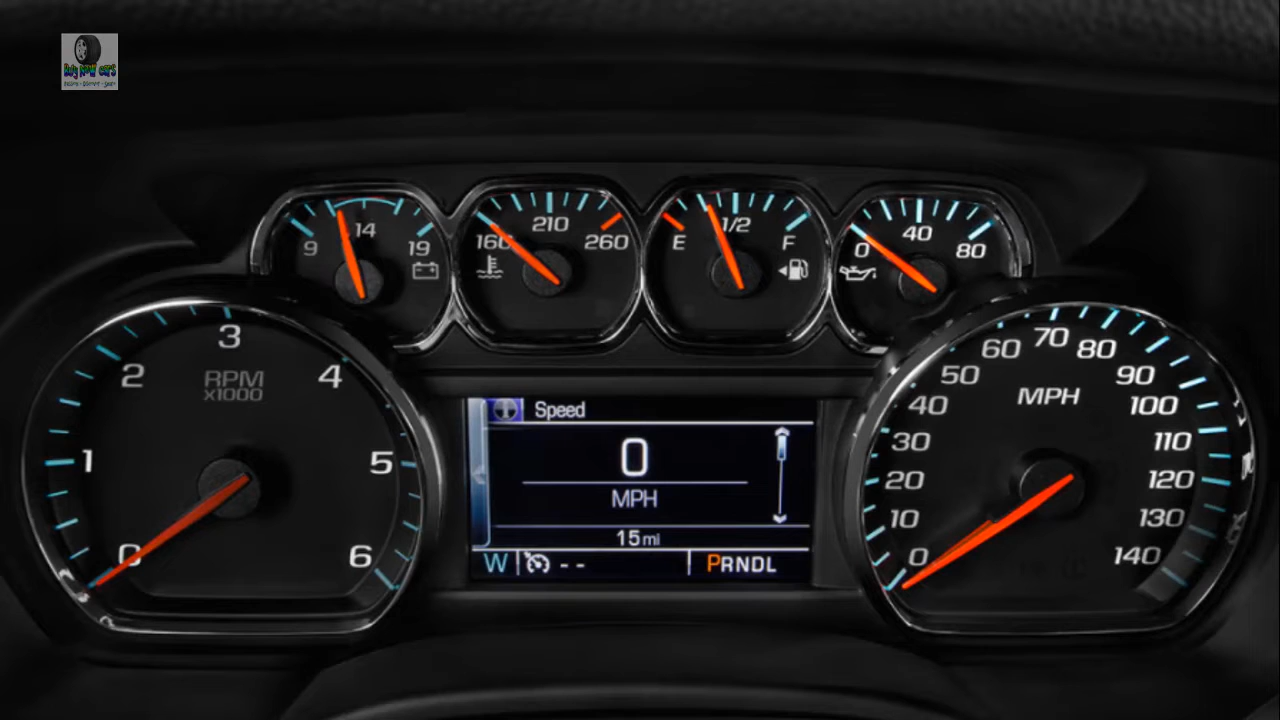 9 14 19
160 210 260
E 1/2 F
0 40 80
RPM
x1000
0 1 2 3 4 5 6
Speed
0
MPH
15 mi
W -- PRNDL
MPH
0 10 20 30 40 50 60 70 80 90 100 110 120 130 140